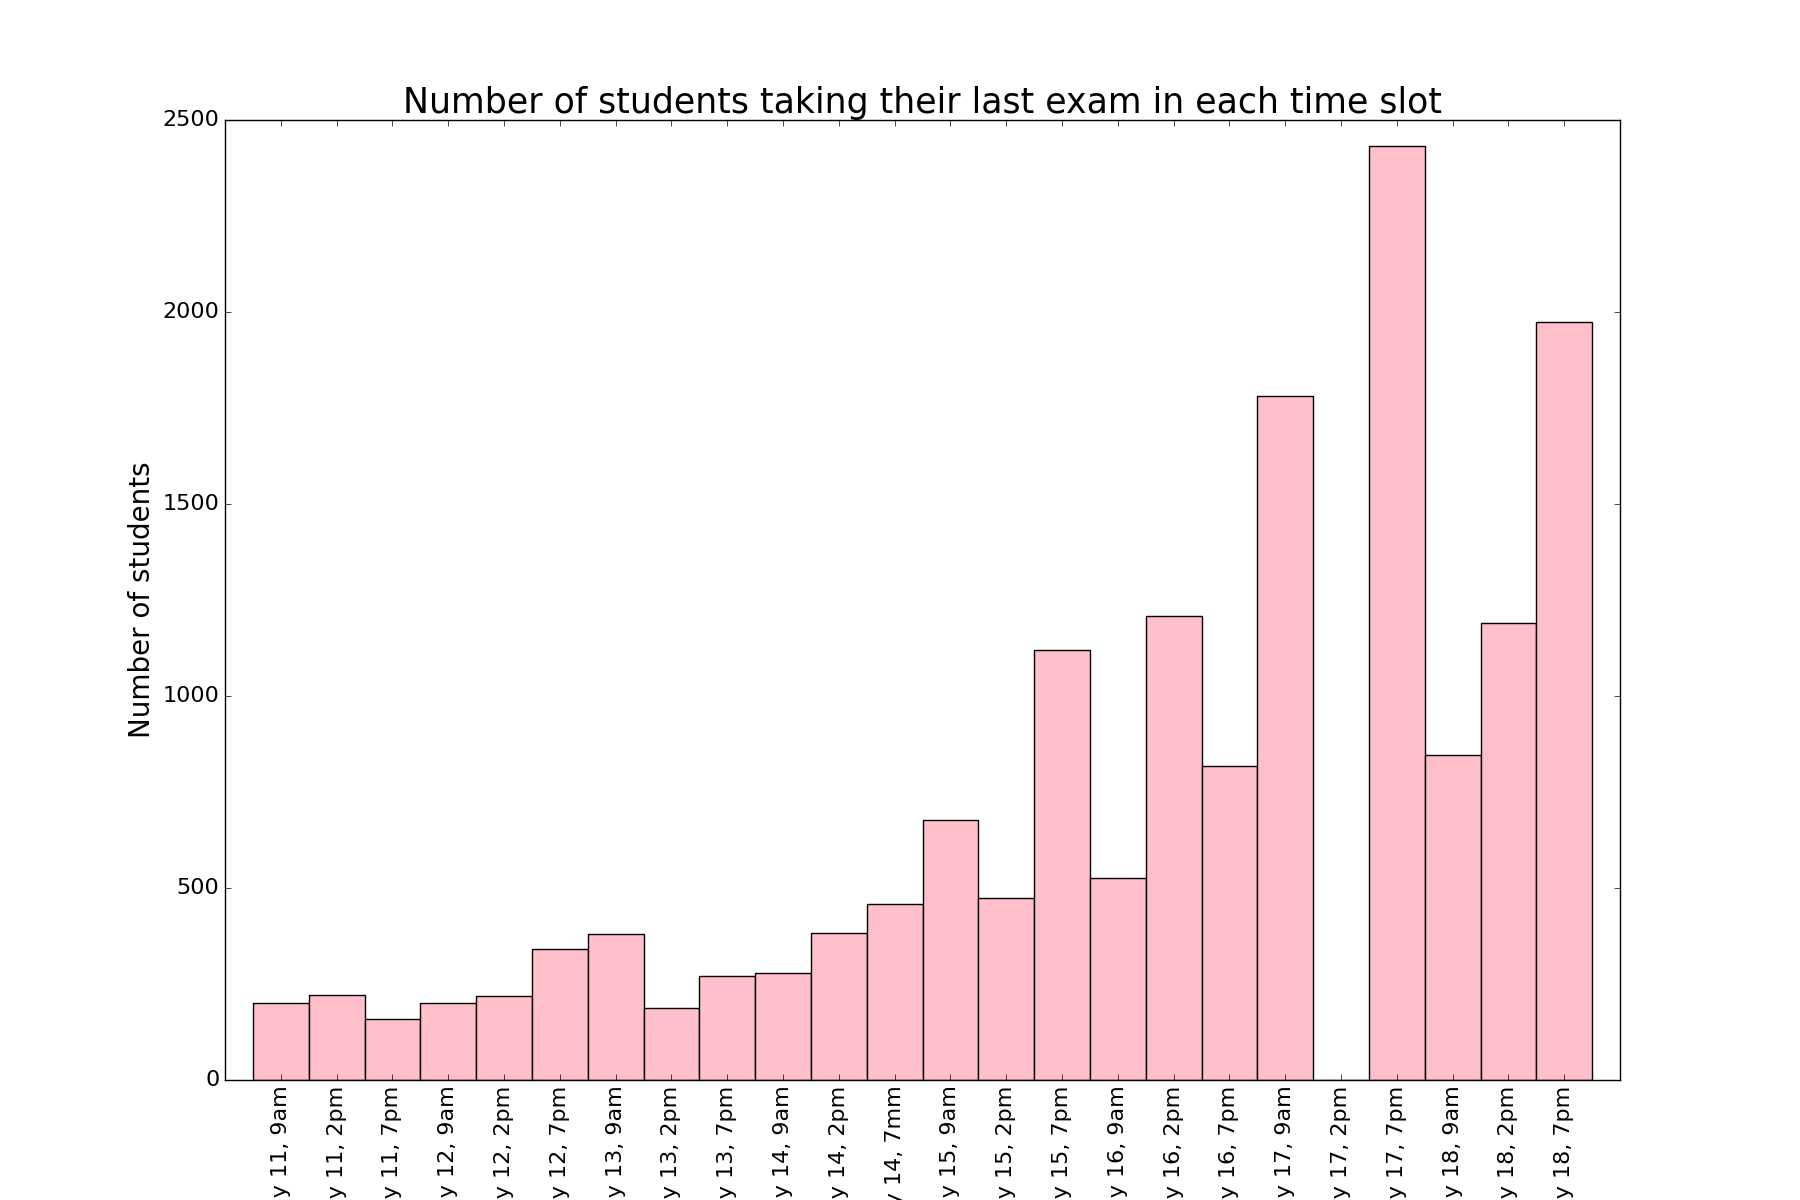 Number of students taking their last exam in each time slot
Number of students
2500
2000
1500
1000
500
0
y 11, 9am
y 11, 2pm
y 11, 7pm
y 12, 9am
y 12, 2pm
y 12, 7pm
y 13, 9am
y 13, 2pm
y 13, 7pm
y 14, 9am
y 14, 2pm
y 14, 7mm
y 15, 9am
y 15, 2pm
y 15, 7pm
y 16, 9am
y 16, 2pm
y 16, 7pm
y 17, 9am
y 17, 2pm
y 17, 7pm
y 18, 9am
y 18, 2pm
y 18, 7pm